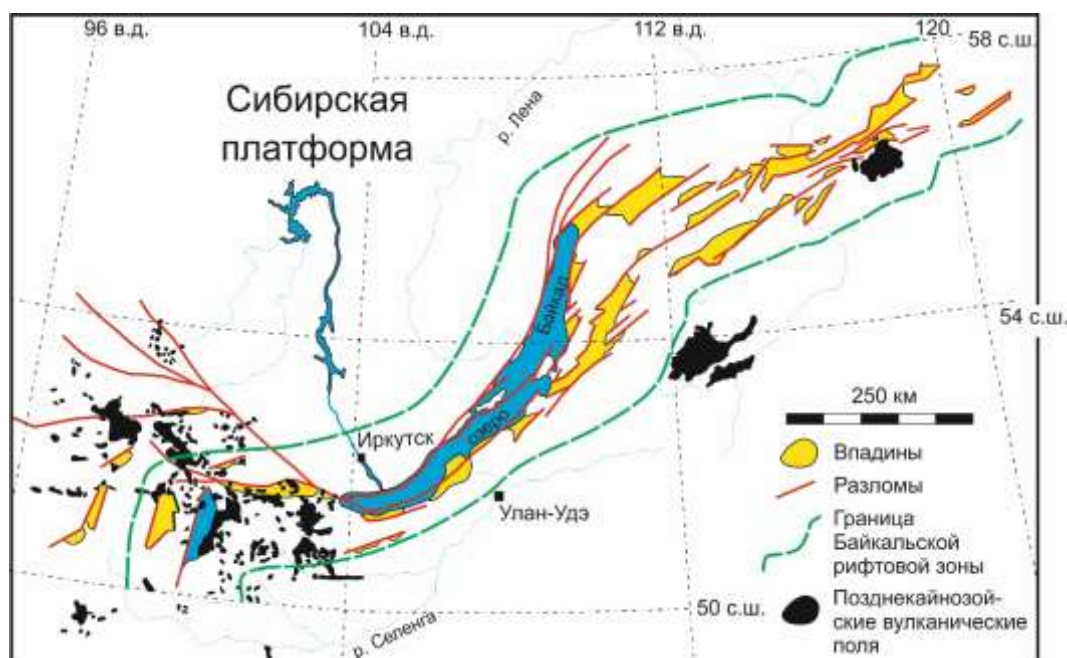 96 в.д.
104 в.д.
112 в.д.
120
58 с.ш.
Сибирская
платформа
р. Лена
Байкал
озеро
54 с.ш.
250 км
Иркутск
Улан-Удэ
Впадины
Разломы
Граница
Байкальской
рифтовой зоны
50 с.ш.
р. Селенга
Позднекайнозой-
ские вулканические
поля